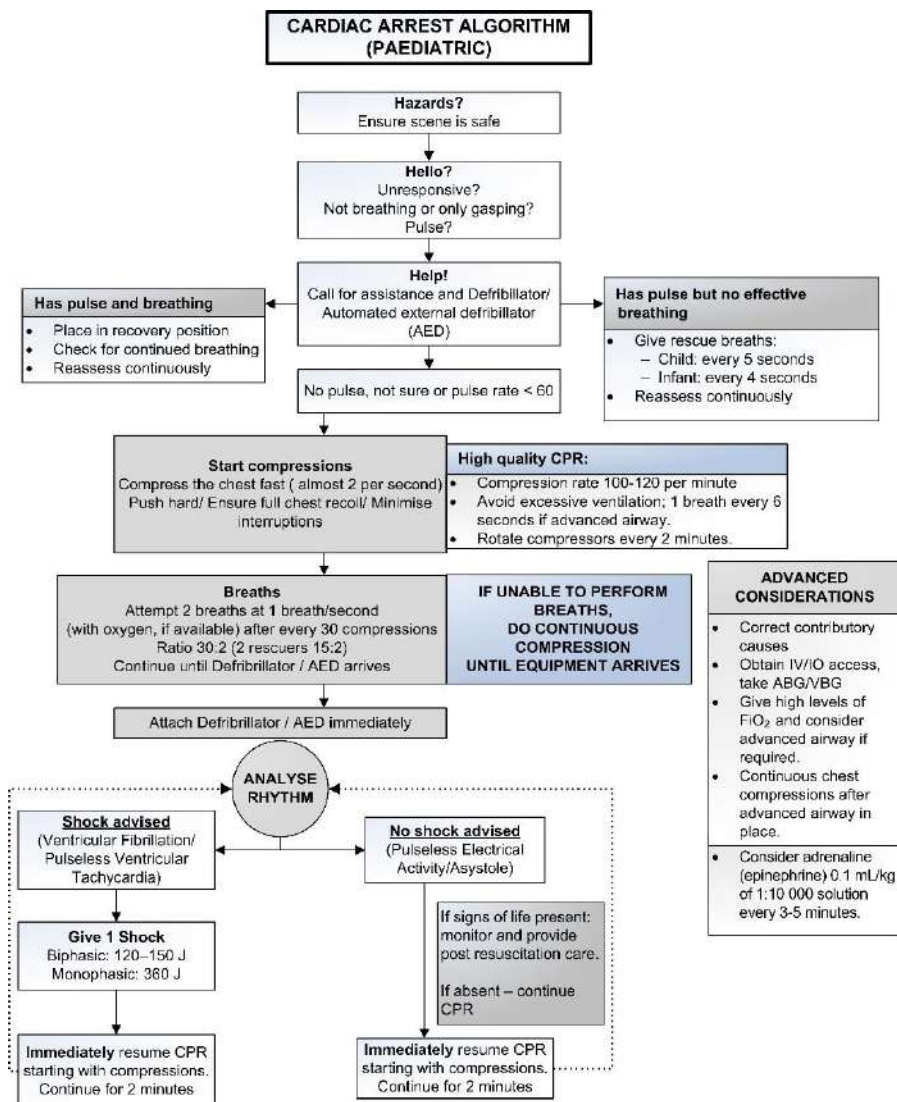 CARDIAC ARREST ALGORITHM
(PAEDIATRIC)
Hazards?
Ensure scene is safe
Hello?
Unresponsive?
Not breathing or only gasping?
Pulse?
Help!
Call for assistance and Defribillator/
Automated external defribillator
(AED)
Has pulse and breathing
• Place in recovery position
• Check for continued breathing
• Reassess continuously
Has pulse but no effective
breathing
• Give rescue breaths:
– Child: every 5 seconds
– Infant: every 4 seconds
• Reassess continuously
No pulse, not sure or pulse rate < 60
Start compressions
Compress the chest fast ( almost 2 per second)
Push hard/ Ensure full chest recoil/ Minimise
interruptions
High quality CPR:
• Compression rate 100-120 per minute
• Avoid excessive ventilation; 1 breath every 6
seconds if advanced airway.
• Rotate compressors every 2 minutes.
Breaths
Attempt 2 breaths at 1 breath/second
(with oxygen, if available) after every 30 compressions
Ratio 30:2 (2 rescuers 15:2)
Continue until Defribrillator / AED arrives
IF UNABLE TO PERFORM
BREATHS,
DO CONTINUOUS
COMPRESSION
UNTIL EQUIPMENT ARRIVES
ADVANCED
CONSIDERATIONS
• Correct contributory
causes
• Obtain IV/IO access,
take ABG/VBG
• Give high levels of
FiO₂ and consider
advanced airway if
required.
• Continuous chest
compressions after
advanced airway in
place.
• Consider adrenaline
(epinephrine) 0.1 mL/kg
of 1:10 000 solution
every 3-5 minutes.
Attach Defribrillator / AED immediately
ANALYSE
RHYTHM
Shock advised
(Ventricular Fibrillation/
Pulseless Ventricular
Tachycardia)
No shock advised
(Pulseless Electrical
Activity/Asystole)
Give 1 Shock
Biphasic: 120–150 J
Monophasic: 360 J
If signs of life present:
monitor and provide
post resuscitation care.
If absent – continue
CPR
Immediately resume CPR
starting with compressions.
Continue for 2 minutes
Immediately resume CPR
starting with compressions.
Continue for 2 minutes